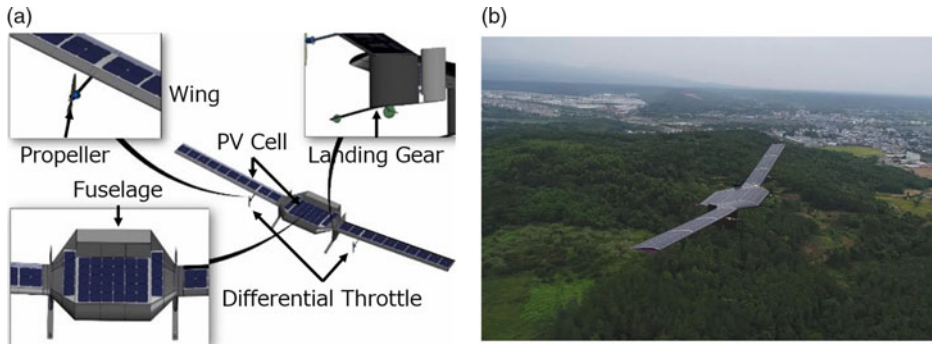 (a)
(b)
Wing
Propeller
PV Cell
Landing Gear
Fuselage
Differential Throttle